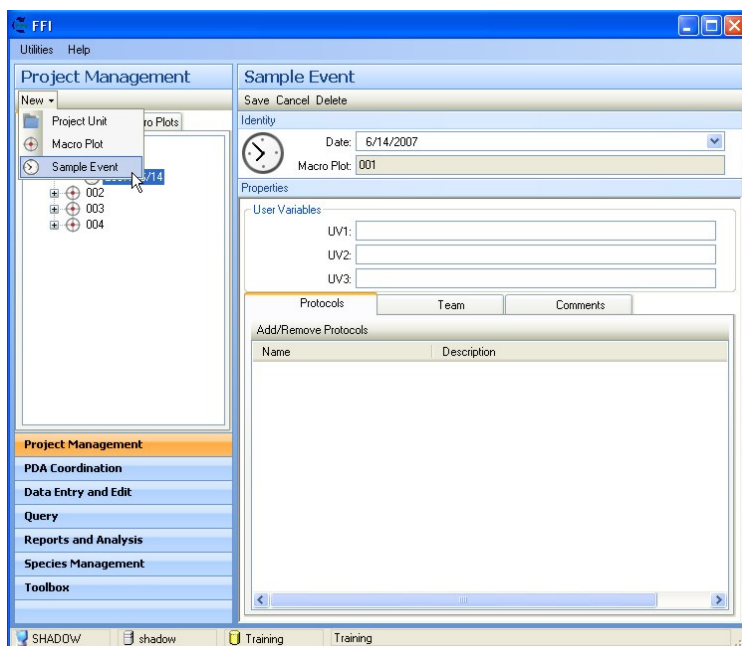 FFI
Utilities Help
Project Management
New
Project Unit
ro Plots
Macro Plot
Sample Event
/14
002
003
004
Project Management
PDA Coordination
Data Entry and Edit
Query
Reports and Analysis
Species Management
Toolbox
Sample Event
Save Cancel Delete
Identity
Date: 6/14/2007
Macro Plot: 001
Properties
User Variables
UV1:
UV2:
UV3:
Protocols Team Comments
Add/Remove Protocols
Name Description
SHADOW shadow Training Training